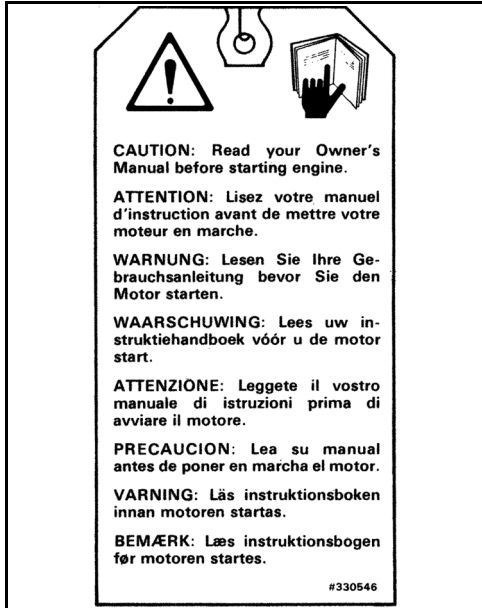 CAUTION: Read your Owner's
Manual before starting engine.
ATTENTION: Lisez votre manuel
d'instruction avant de mettre votre
moteur en marche.
WARNUNG: Lesen Sie Ihre Ge-
brauchsanleitung bevor Sie den
Motor starten.
WAARSCHUWING: Lees uw in-
struktiehandboek vóór u de motor
start.
ATTENZIONE: Leggete il vostro
manuale di istruzioni prima di
avviare il motore.
PRECAUCION: Lea su manual
antes de poner en marcha el motor.
VARNING: Läs instruktionsboken
innan motoren startas.
BEMÆRK: Læs instruktionsbogen
før motoren startes.
#330546